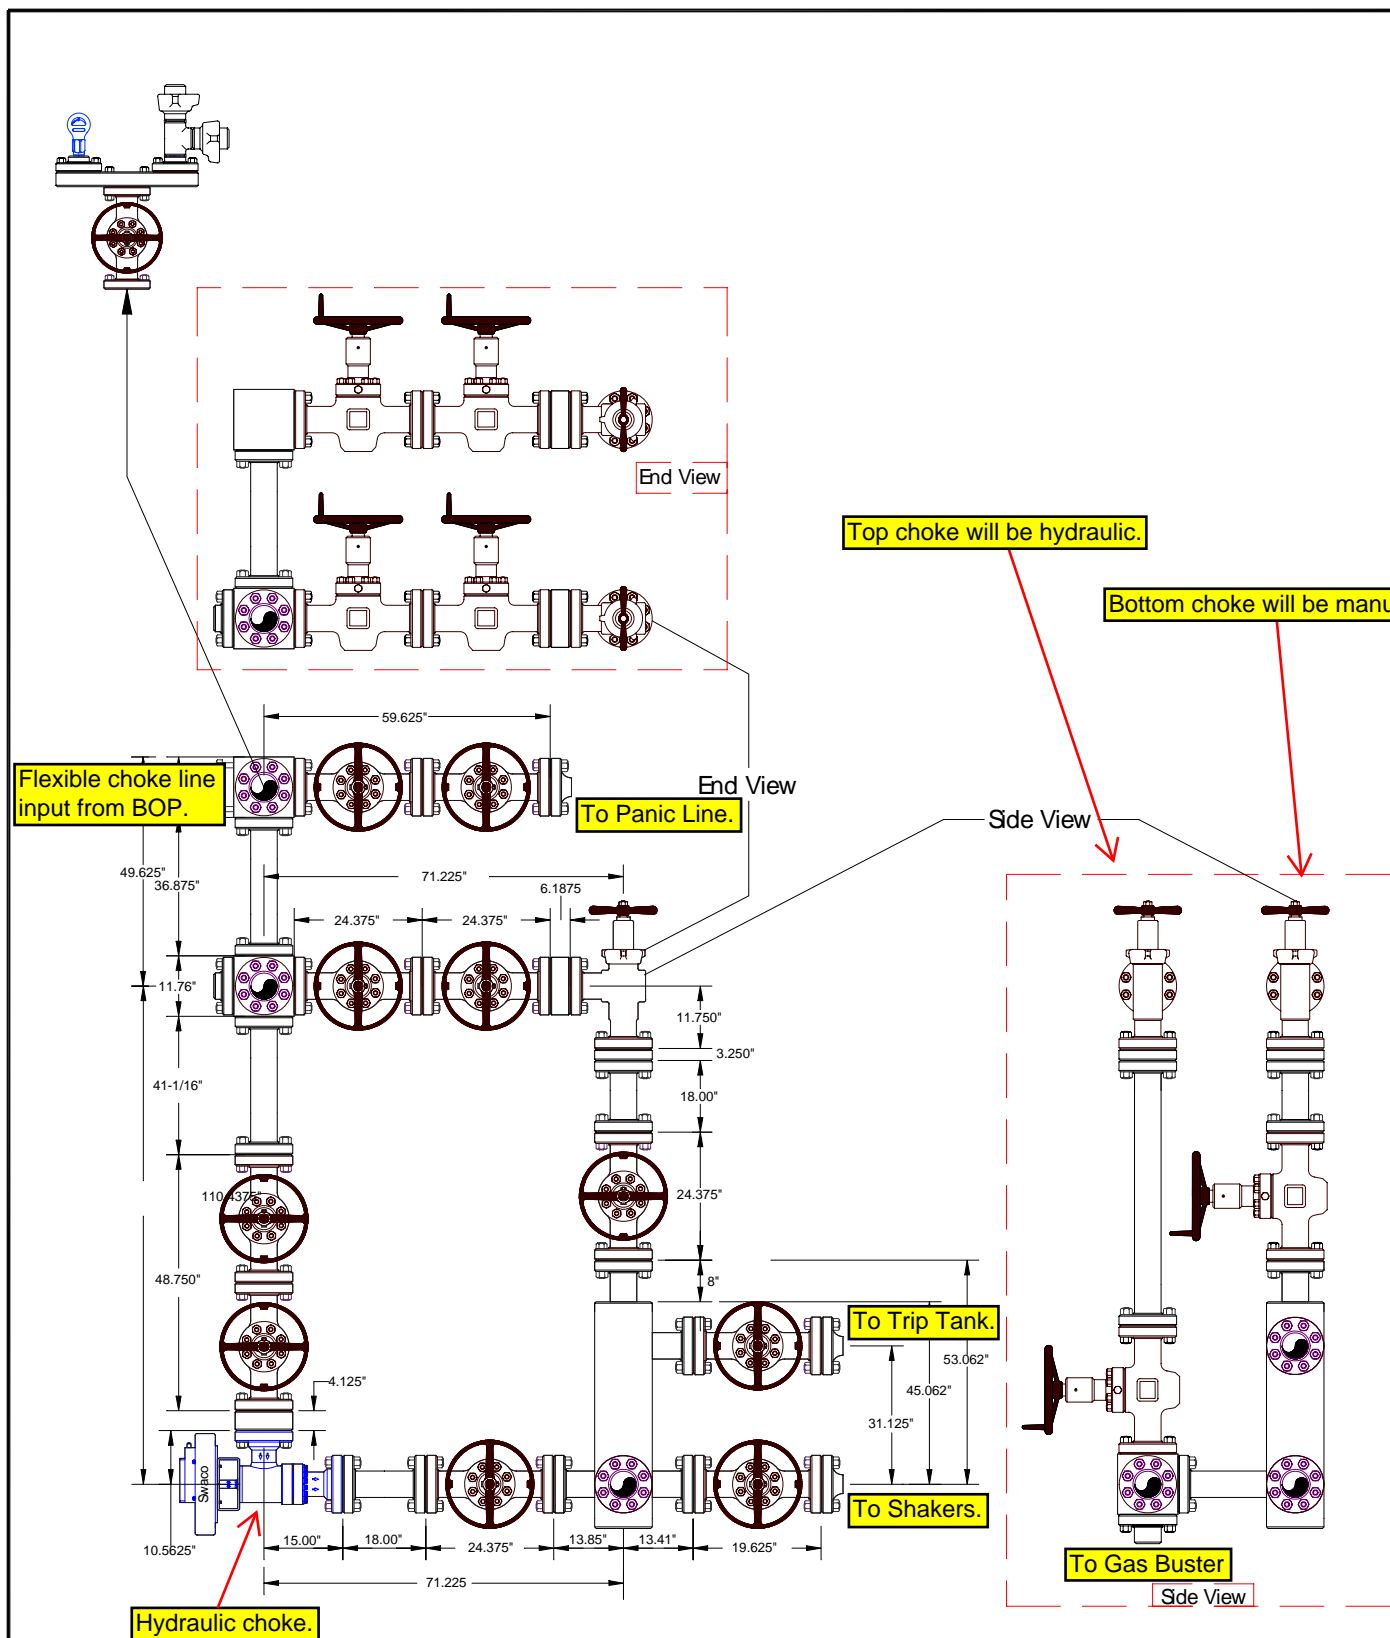 End View
Top choke will be hydraulic.
Bottom choke will be manu
59.625"
Flexible choke line
input from BOP.
To Panic Line.
End View
Side View
49.625"
36.875"
71.225"
6.1875
24.375"
24.375"
11.76"
11.750"
3.250"
41-1/16"
18.00"
110.4375"
24.375"
48.750"
8"
To Trip Tank.
53.062"
45.062"
4.125"
31.125"
Swaco
To Shakers.
10.5625"
15.00"
18.00"
24.375"
13.85"
13.41"
19.625"
71.225
To Gas Buster
Side View
Hydraulic choke.